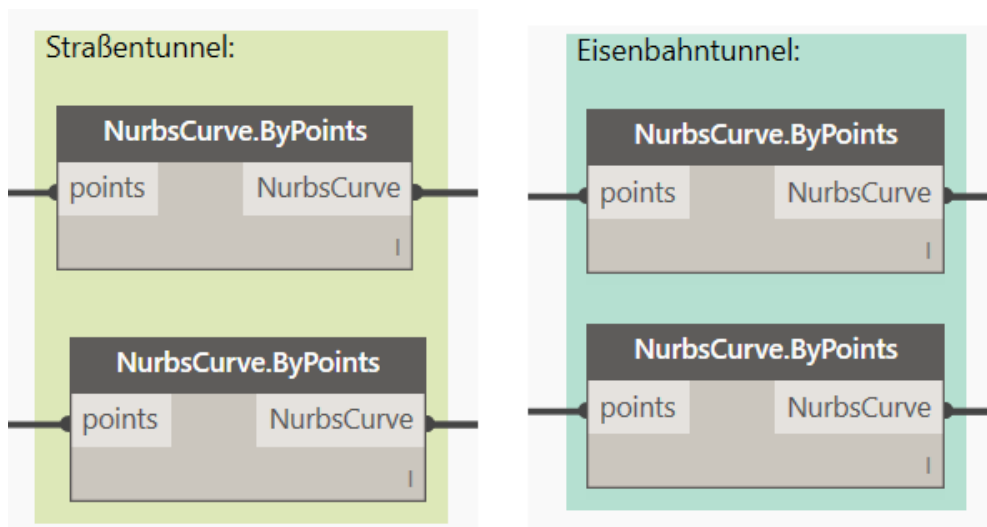 Straßentunnel:
NurbsCurve.ByPoints
points NurbsCurve
I
NurbsCurve.ByPoints
points NurbsCurve
I
Eisenbahntunnel:
NurbsCurve.ByPoints
points NurbsCurve
I
NurbsCurve.ByPoints
points NurbsCurve
I